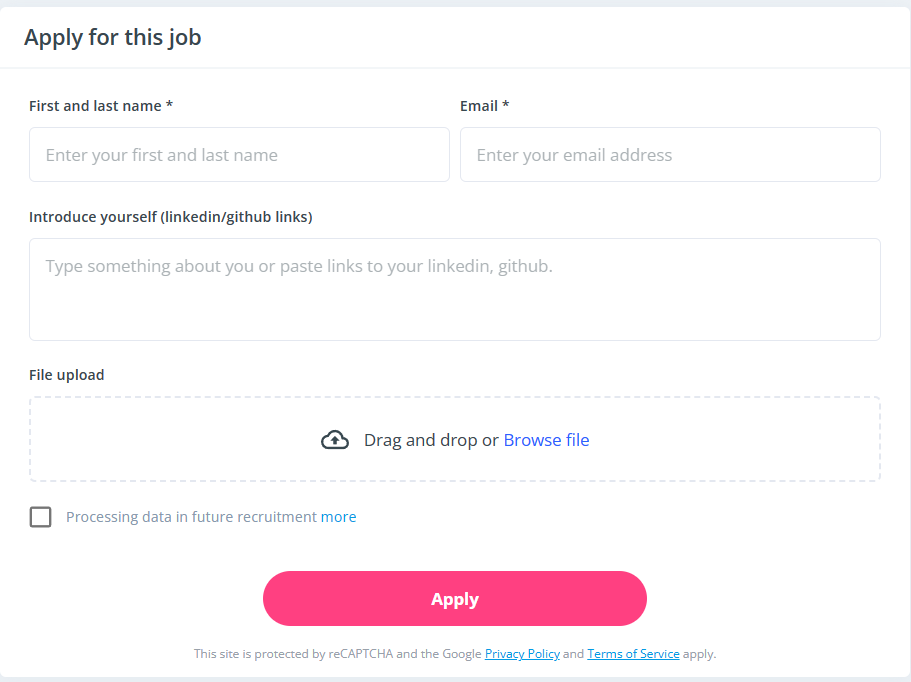 Apply for this job
First and last name *
Email *
Enter your first and last name
Enter your email address
Introduce yourself (linkedin/github links)
Type something about you or paste links to your linkedin, github.
File upload
Drag and drop or Browse file
Processing data in future recruitment more
Apply
This site is protected by reCAPTCHA and the Google Privacy Policy and Terms of Service apply.